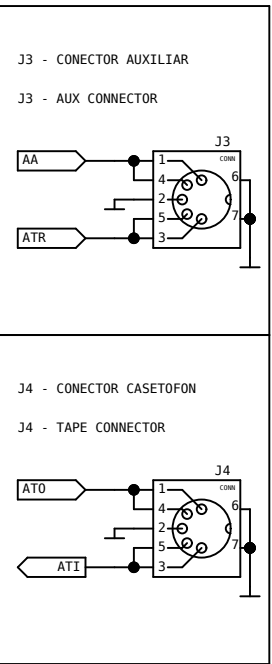 J3 - CONECTOR AUXILIAR
J3 - AUX CONNECTOR
J3
CONN
AA
1
4
2
5
3
6
7
ATR
J4 - CONECTOR CASETOFON
J4 - TAPE CONNECTOR
J4
CONN
ATO
1
4
2
5
3
6
7
ATI